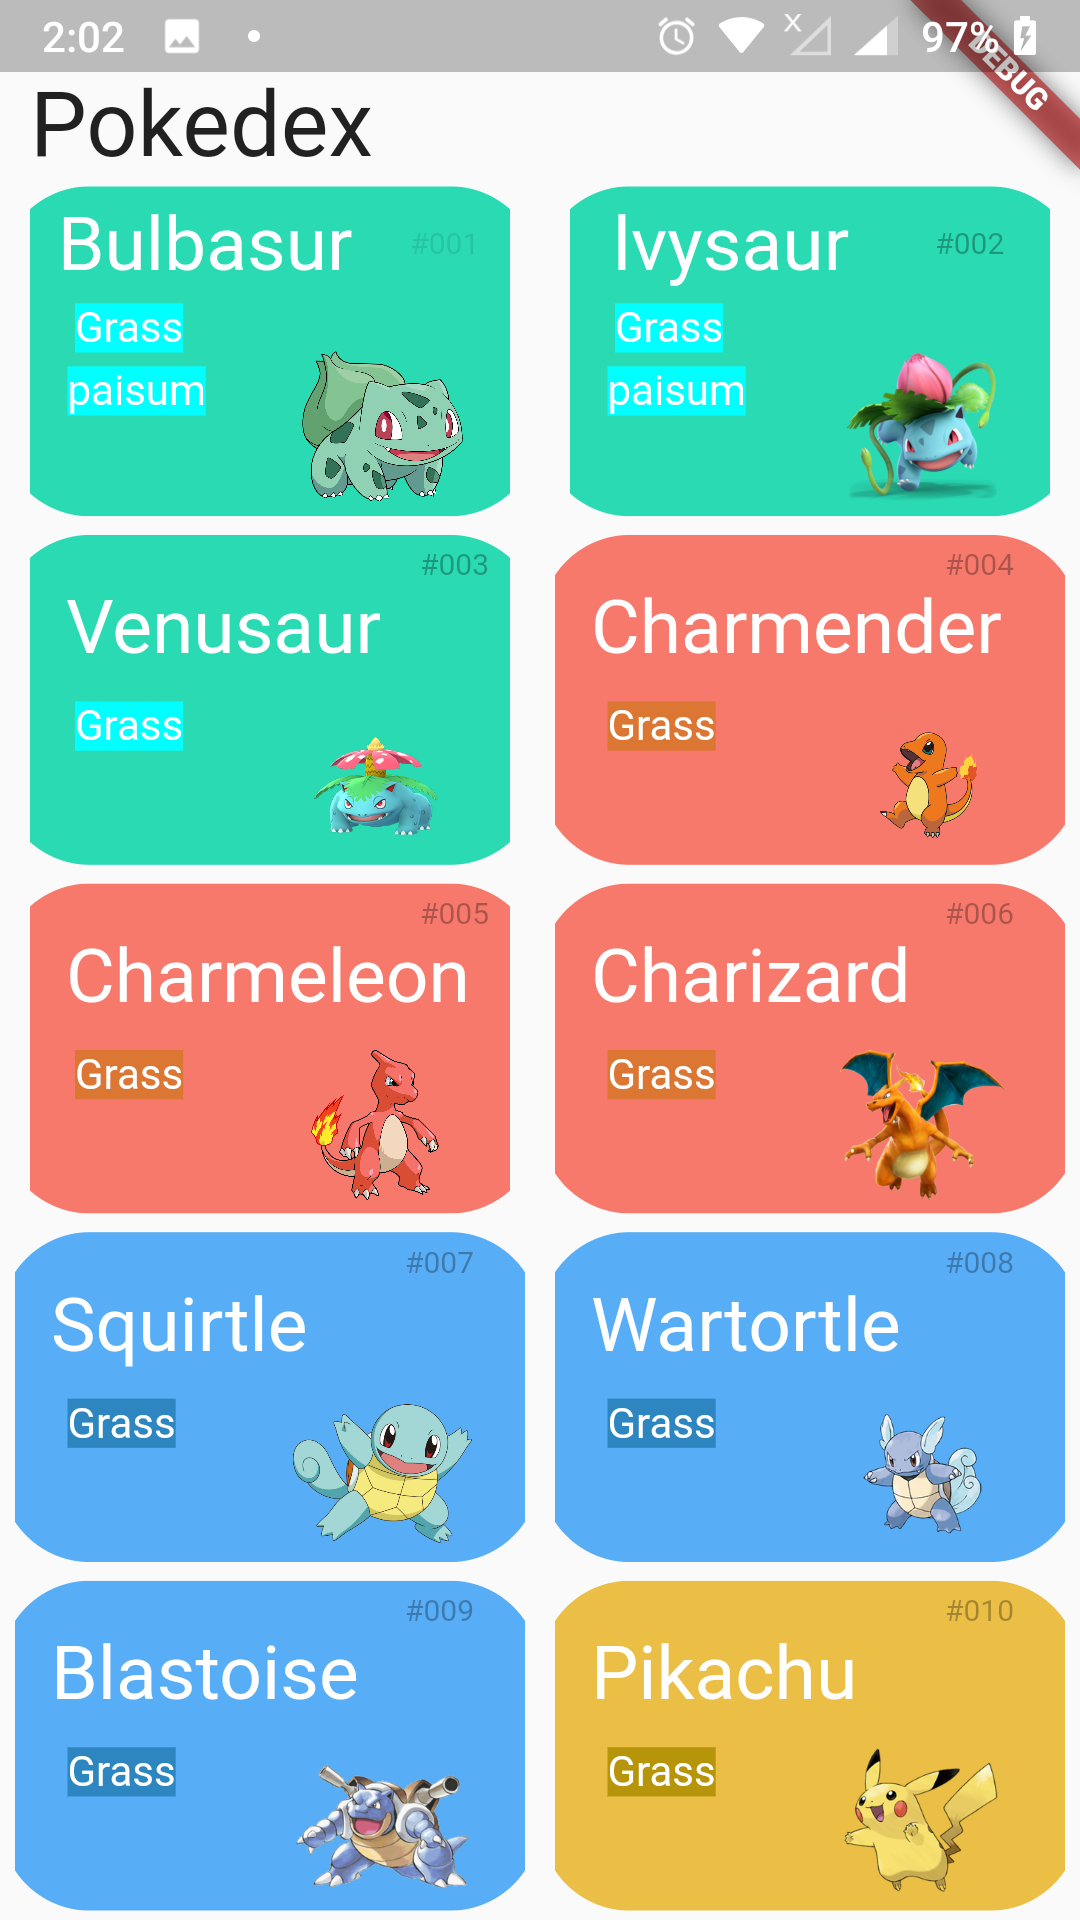 2:02 97%
DEBUG
Pokedex
Bulbasur #001
Grass
paisum
lvysaur #002
Grass
paisum
#003
Venusaur
Grass
#004
Charmender
Grass
#005
Charmeleon
Grass
#006
Charizard
Grass
#007
Squirtle
Grass
#008
Wartortle
Grass
#009
Blastoise
Grass
#010
Pikachu
Grass